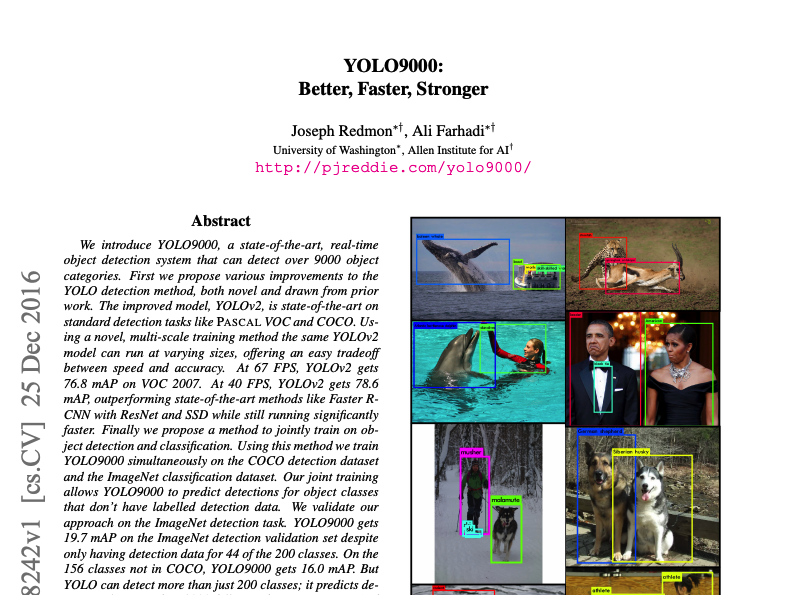 YOLO9000:
Better, Faster, Stronger
Joseph Redmon*†, Ali Farhadi*†
University of Washington*, Allen Institute for AI†
http://pjreddie.com/yolo9000/
Abstract
We introduce YOLO9000, a state-of-the-art, real-time
object detection system that can detect over 9000 object
categories. First we propose various improvements to the
YOLO detection method, both novel and drawn from prior
work. The improved model, YOLOv2, is state-of-the-art on
standard detection tasks like PASCAL VOC and COCO. Us-
ing a novel, multi-scale training method the same YOLOv2
model can run at varying sizes, offering an easy tradeoff
between speed and accuracy. At 67 FPS, YOLOv2 gets
76.8 mAP on VOC 2007. At 40 FPS, YOLOv2 gets 78.6
mAP, outperforming state-of-the-art methods like Faster R-
CNN with ResNet and SSD while still running significantly
faster. Finally we propose a method to jointly train on ob-
ject detection and classification. Using this method we train
YOLO9000 simultaneously on the COCO detection dataset
and the ImageNet classification dataset. Our joint training
allows YOLO9000 to predict detections for object classes
that don't have labelled detection data. We validate our
approach on the ImageNet detection task. YOLO9000 gets
19.7 mAP on the ImageNet detection validation set despite
only having detection data for 44 of the 200 classes. On the
156 classes not in COCO, YOLO9000 gets 16.0 mAP. But
YOLO can detect more than just 200 classes; it predicts de-
8242v1 [cs.CV] 25 Dec 2016
musher
malamute
ski
German shepherd
Siberian husky
athlete
athlete